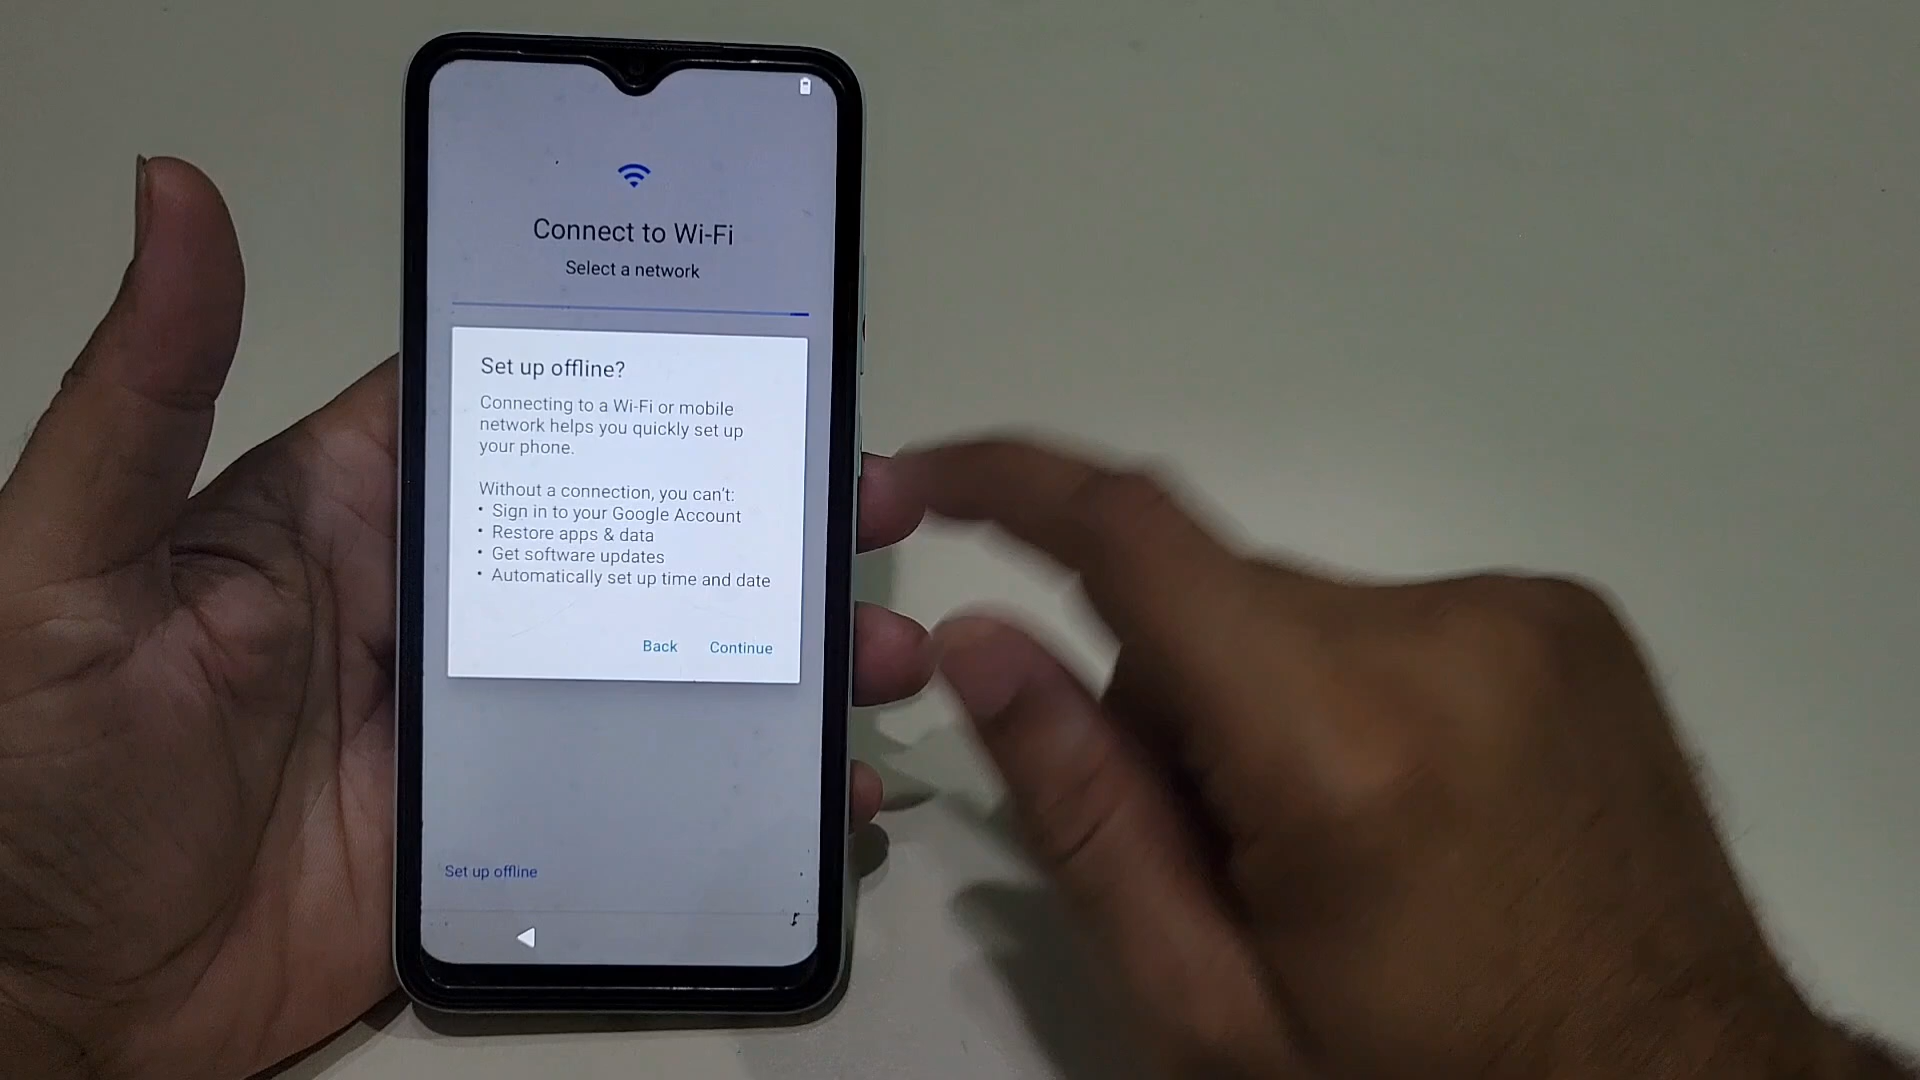 Connect to Wi-Fi
Select a network
Set up offline?
Connecting to a Wi-Fi or mobile
network helps you quickly set up
your phone.
Without a connection, you can't:
• Sign in to your Google Account
• Restore apps & data
• Get software updates
• Automatically set up time and date
Back Continue
Set up offline